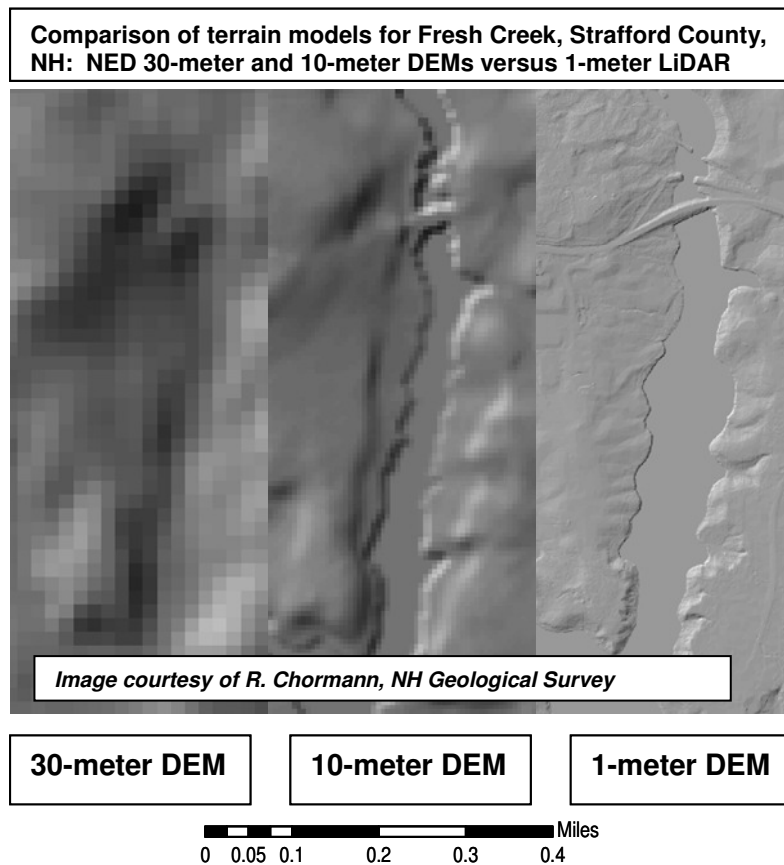 Comparison of terrain models for Fresh Creek, Strafford County,
NH: NED 30-meter and 10-meter DEMs versus 1-meter LiDAR
Image courtesy of R. Chormann, NH Geological Survey
30-meter DEM
10-meter DEM
1-meter DEM
Miles
0 0.05 0.1 0.2 0.3 0.4